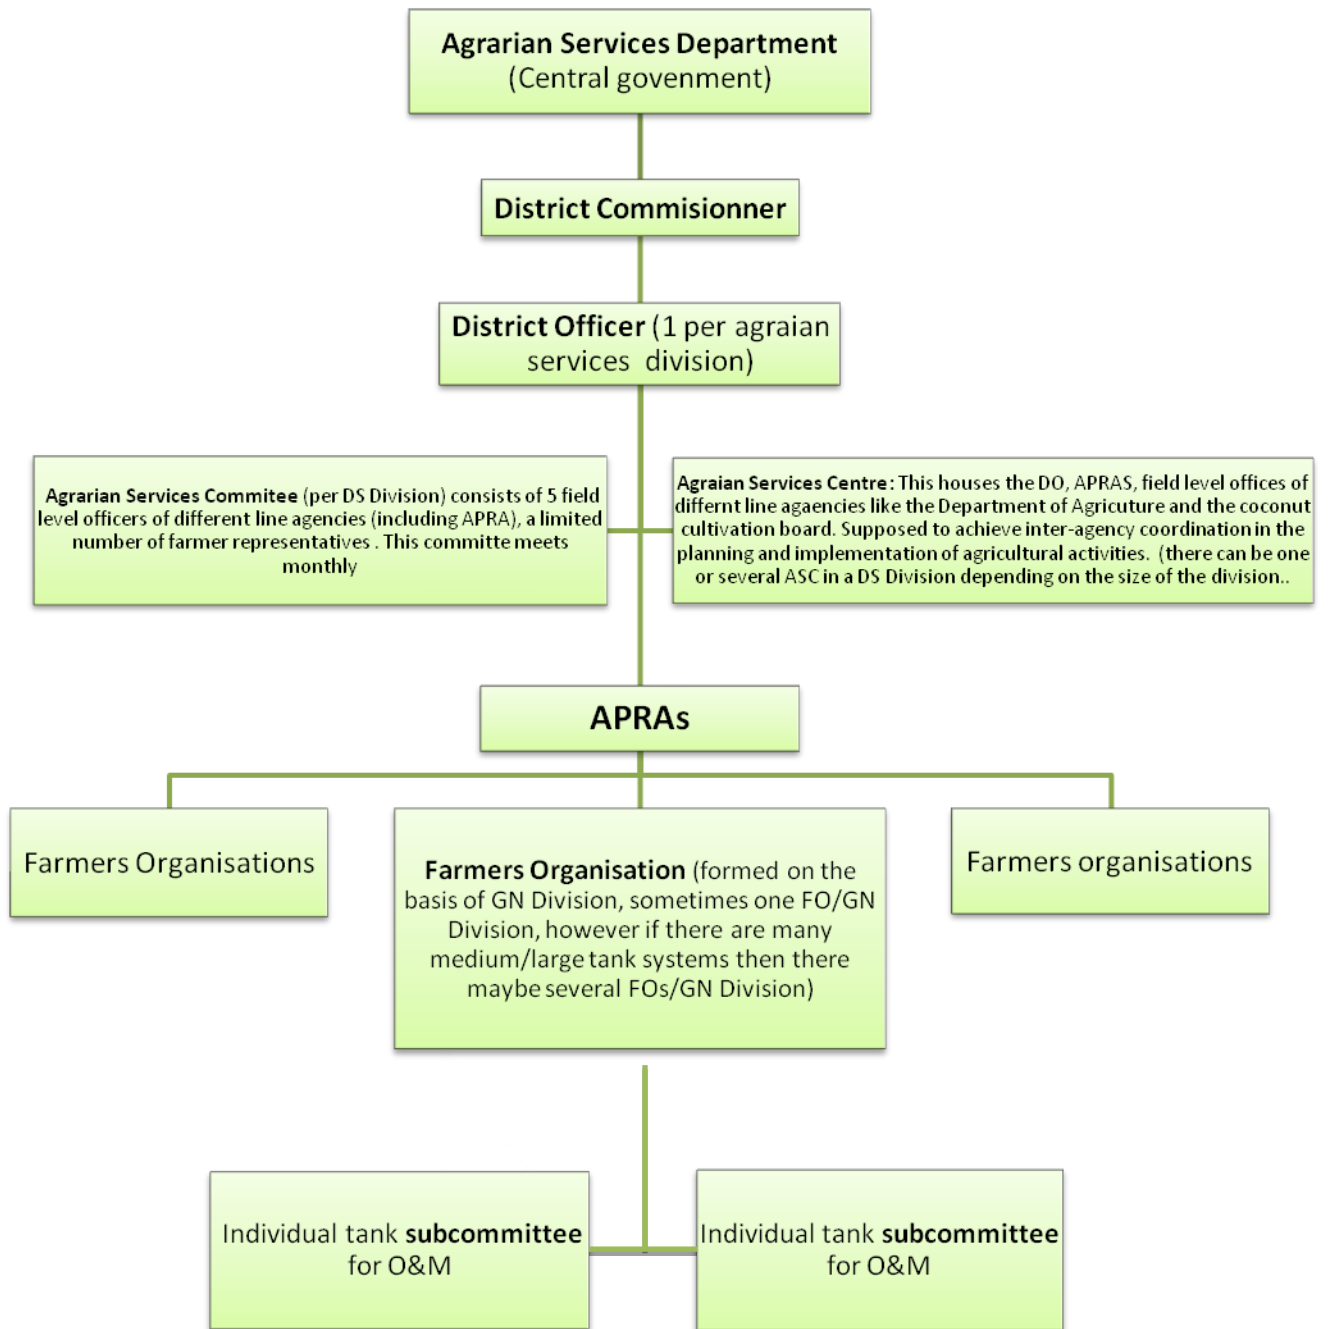 Agrarian Services Department
(Central govenment)
District Commisionner
District Officer (1 per agraian
services division)
Agrarian Services Commitee (per DS Division) consists of 5 field
level officers of different line agencies (including APRA), a limited
number of farmer representatives . This committe meets
monthly
Agraian Services Centre: This houses the DO, APRAS, field level offices of
differnt line agaencies like the Department of Agricuture and the coconut
cultivation board. Supposed to achieve inter-agency coordination in the
planning and implementation of agricultural activities. (there can be one
or several ASC in a DS Division depending on the size of the division..
APRAs
Farmers Organisations
Farmers Organisation (formed on the
basis of GN Division, sometimes one FO/GN
Division, however if there are many
medium/large tank systems then there
maybe several FOs/GN Division)
Farmers organisations
Individual tank subcommittee
for O&M
Individual tank subcommittee
for O&M